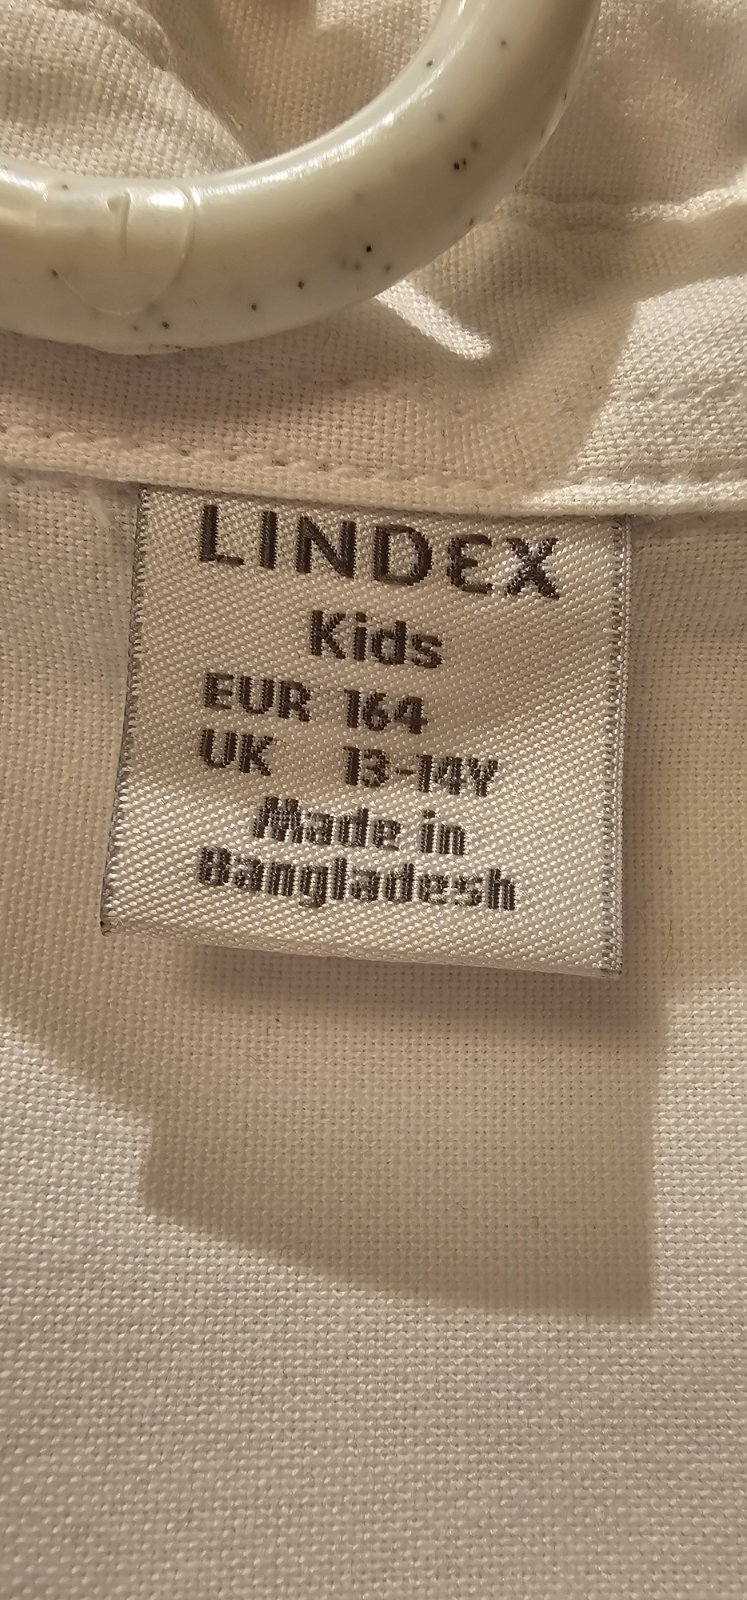 LINDEX
Kids
EUR 164
UK 13-14Y
Made in
Bangladesh